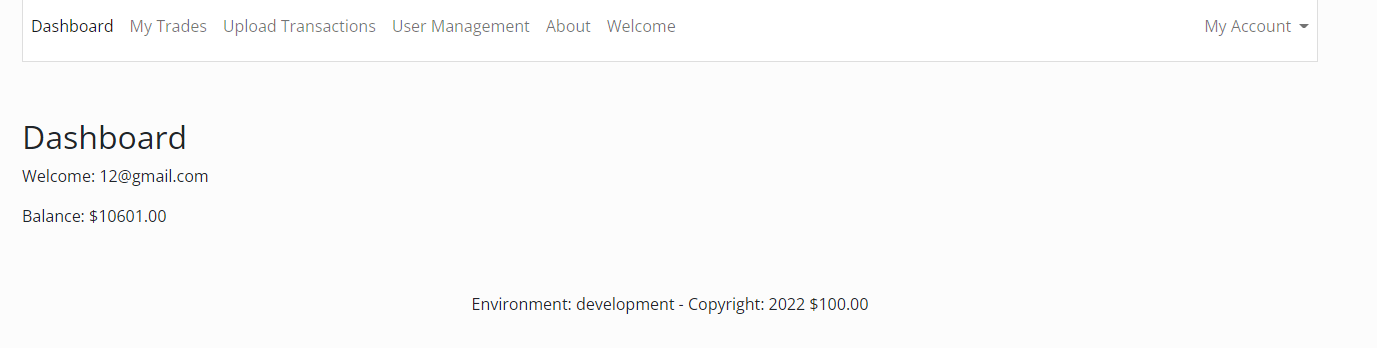 Dashboard My Trades Upload Transactions User Management About Welcome My Account
Dashboard
Welcome: 12@gmail.com
Balance: $10601.00
Environment: development - Copyright: 2022 $100.00